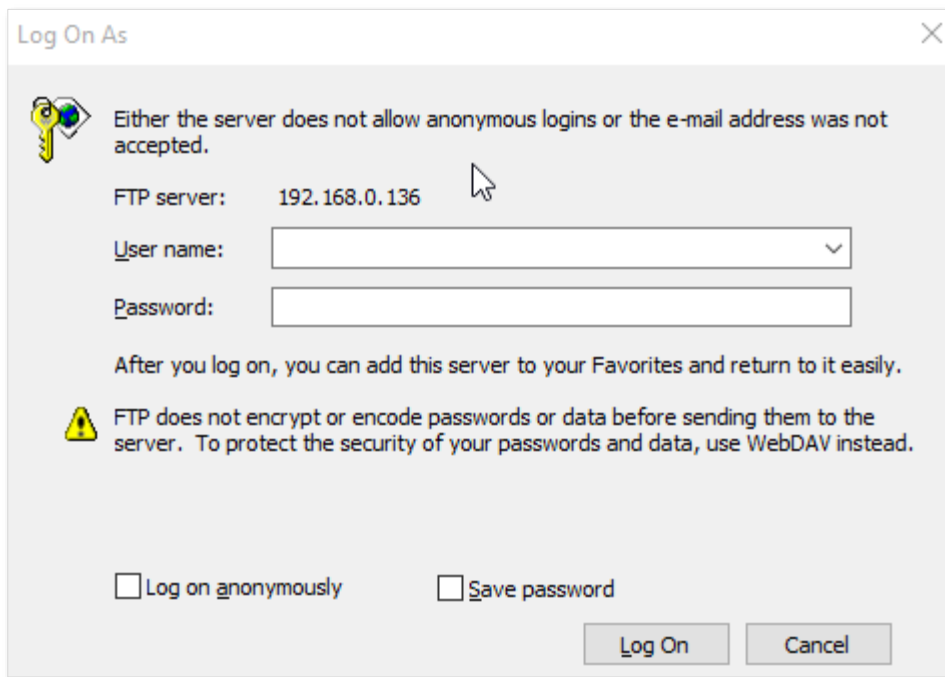 Log On As
Either the server does not allow anonymous logins or the e-mail address was not
accepted.
FTP server: 192.168.0.136
User name:
Password:
After you log on, you can add this server to your Favorites and return to it easily.
FTP does not encrypt or encode passwords or data before sending them to the
server.  To protect the security of your passwords and data, use WebDAV instead.
Log on anonymously Save password
Log On Cancel